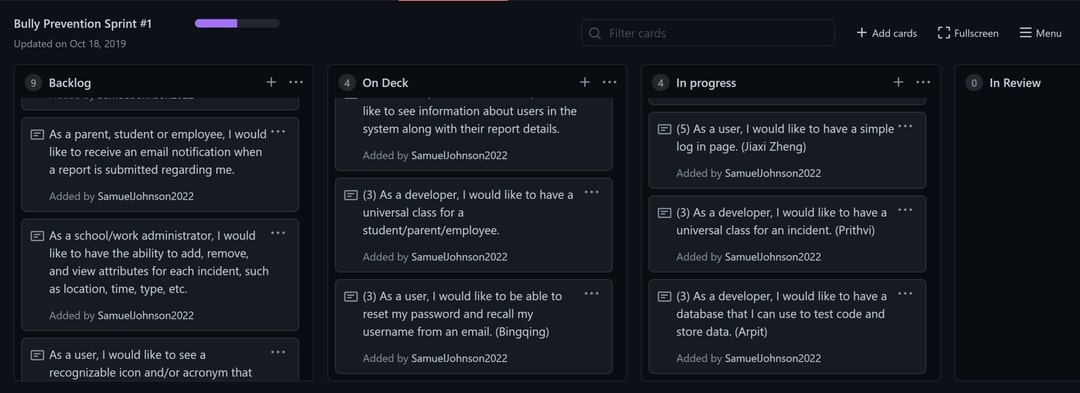 Bully Prevention Sprint #1
Updated on Oct 18, 2019
Filter cards
Add cards
Fullscreen
Menu
9 Backlog
Added by SamuelJohnson2022
As a parent, student or employee, I would
like to receive an email notification when
a report is submitted regarding me.
Added by SamuelJohnson2022
As a school/work administrator, I would
like to have the ability to add, remove,
and view attributes for each incident, such
as location, time, type, etc.
Added by SamuelJohnson2022
As a user, I would like to see a
recognizable icon and/or acronym that
4 On Deck
like to see information about users in the
system along with their report details.
Added by SamuelJohnson2022
(3) As a developer, I would like to have a
universal class for a
student/parent/employee.
Added by SamuelJohnson2022
(3) As a user, I would like to be able to
reset my password and recall my
username from an email. (Bingqing)
Added by SamuelJohnson2022
4 In progress
(5) As a user, I would like to have a simple
log in page. (Jiaxi Zheng)
Added by SamuelJohnson2022
(3) As a developer, I would like to have a
universal class for an incident. (Prithvi)
Added by SamuelJohnson2022
(3) As a developer, I would like to have a
database that I can use to test code and
store data. (Arpit)
Added by SamuelJohnson2022
0 In Review